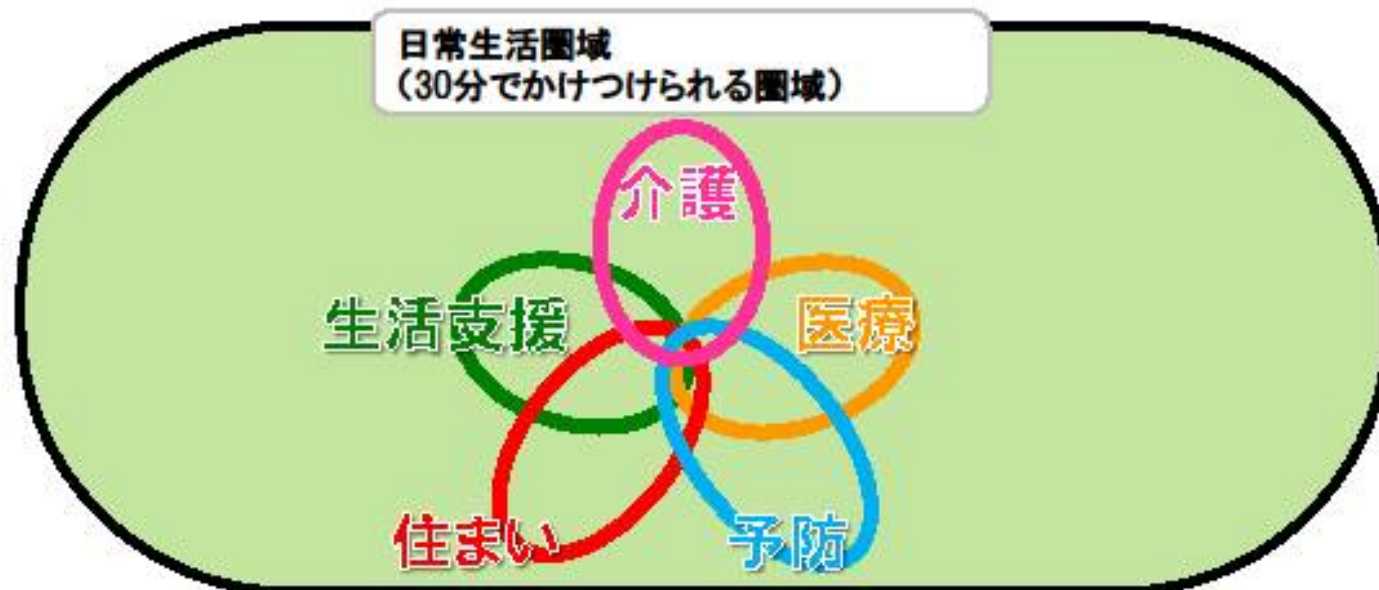 日常生活圏域
（30分でかけつけられる圏域）
介護
生活支援
医療
住まい
予防